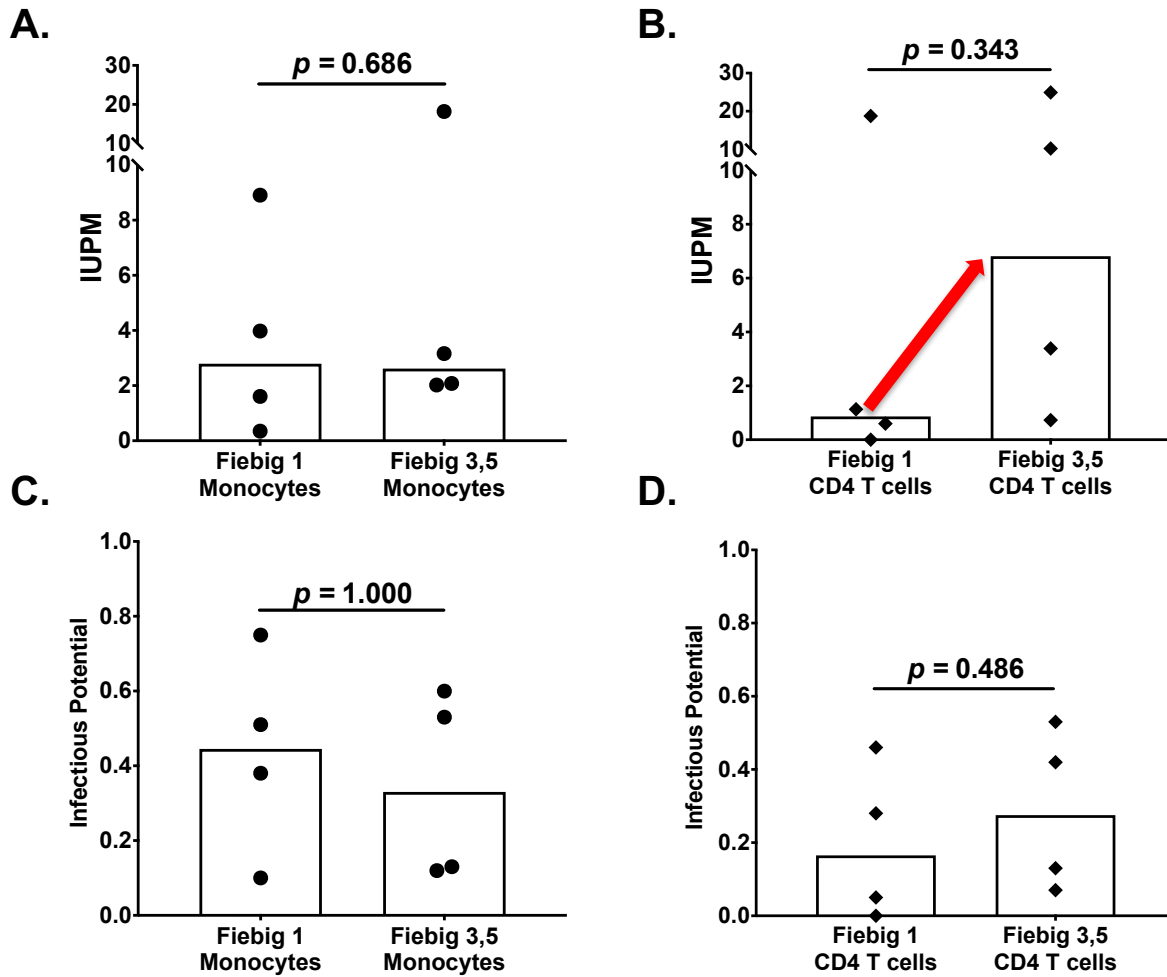 A.
p = 0.686
30
20
10
10
8
6
4
2
0
IUPM
Fiebig 1
Monocytes
Fiebig 3,5
Monocytes
B.
p = 0.343
30
20
10
10
8
6
4
2
0
IUPM
Fiebig 1
CD4 T cells
Fiebig 3,5
CD4 T cells
C.
1.0
0.8
0.6
0.4
0.2
0.0
Infectious Potential
p = 1.000
Fiebig 1
Monocytes
Fiebig 3,5
Monocytes
D.
1.0
0.8
0.6
0.4
0.2
0.0
Infectious Potential
p = 0.486
Fiebig 1
CD4 T cells
Fiebig 3,5
CD4 T cells